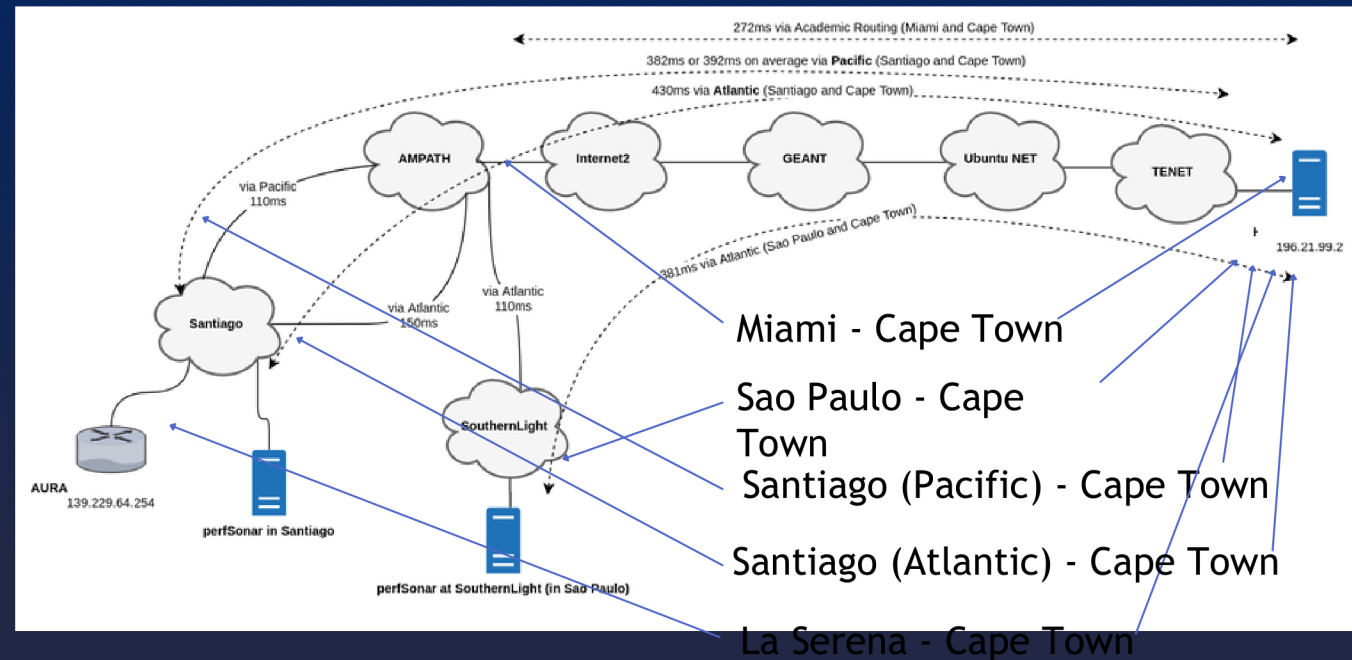 272ms via Academic Routing (Miami and Cape Town)
382ms or 392ms on average via Pacific (Santiago and Cape Town)
430ms via Atlantic (Santiago and Cape Town)
AMPATH
Internet2
GEANT
Ubuntu NET
TENET
via Pacific
110ms
196.21.99.2
381ms via Atlantic (Sao Paulo and Cape Town)
via Atlantic
110ms
via Atlantic
150ms
Santiago
Miami - Cape Town
Sao Paulo - Cape
Town
SouthernLight
Santiago (Pacific) - Cape Town
AURA
139.229.64.254
perfSonar in Santiago
Santiago (Atlantic) - Cape Town
perfSonar at SouthernLight (in Sao Paulo)
La Serena - Cape Town